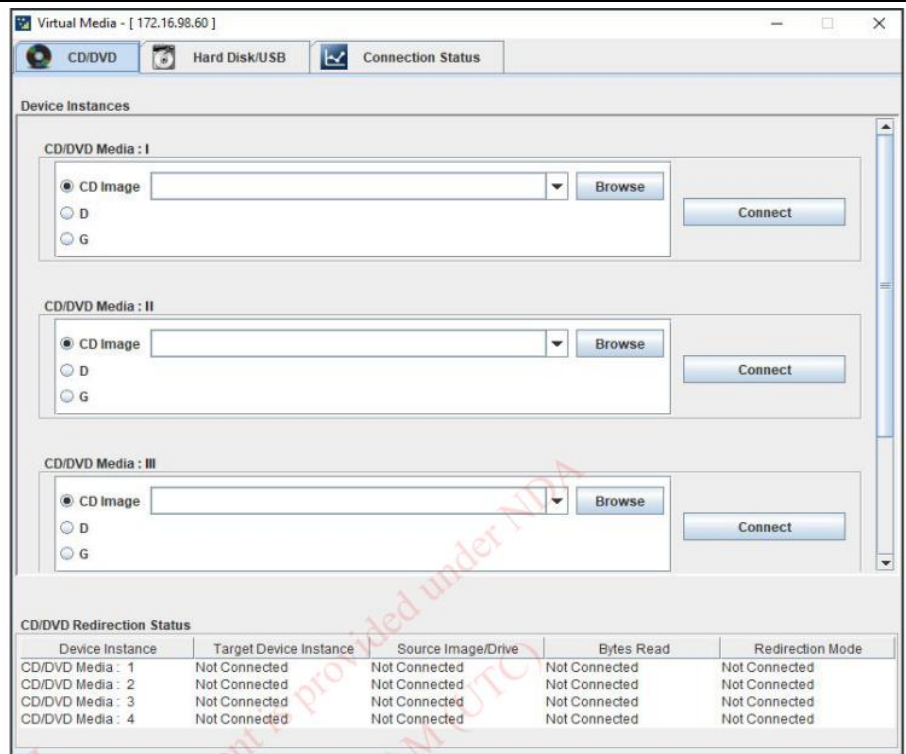 Virtual Media - [ 172.16.98.60 ]
CD/DVD Hard Disk/USB Connection Status
Device Instances
CD/DVD Media : I
CD Image Browse
D
Connect
G
CD/DVD Media : II
CD Image Browse
D
Connect
G
CD/DVD Media : III
CD Image Browse
D
Connect
G
CD/DVD Redirection Status
Device Instance Target Device Instance Source Image/Drive Bytes Read Redirection Mode
CD/DVD Media : 1 Not Connected Not Connected Not Connected Not Connected
CD/DVD Media : 2 Not Connected Not Connected Not Connected Not Connected
CD/DVD Media : 3 Not Connected Not Connected Not Connected Not Connected
CD/DVD Media : 4 Not Connected Not Connected Not Connected Not Connected
is provided under NDA
M (UTC)